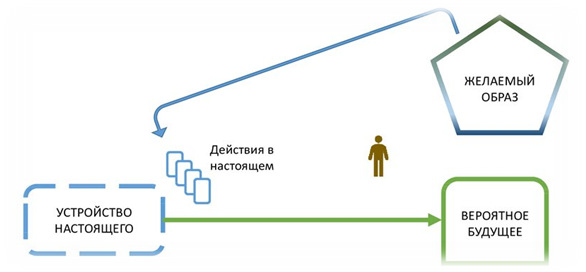 ЖЕЛАЕМЫЙ
ОБРАЗ
Действия в
настоящем
УСТРОЙСТВО
НАСТОЯЩЕГО
ВЕРОЯТНОЕ
БУДУЩЕЕ